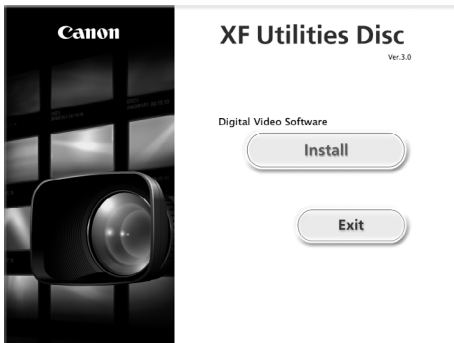 Canon
XF Utilities Disc
Ver.3.0
Digital Video Software
Install
Exit